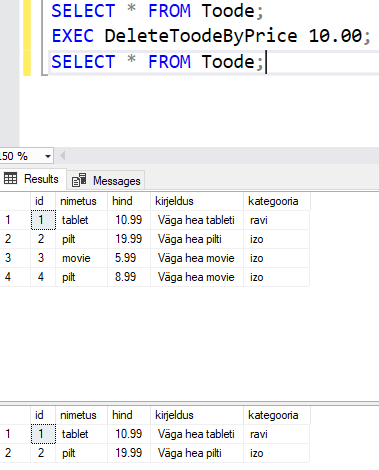 SELECT * FROM Toode;
EXEC DeleteToodeByPrice 10.00;
SELECT * FROM Toode;
150 %
Results Messages
id nimetus hind kirjeldus kategooria
1 1 tablet 10.99 Väga hea tableti ravi
2 2 pilt 19.99 Väga hea pilti izo
3 3 movie 5.99 Väga hea movie izo
4 4 pilt 8.99 Väga hea movie izo
id nimetus hind kirjeldus kategooria
1 1 tablet 10.99 Väga hea tableti ravi
2 2 pilt 19.99 Väga hea pilti izo